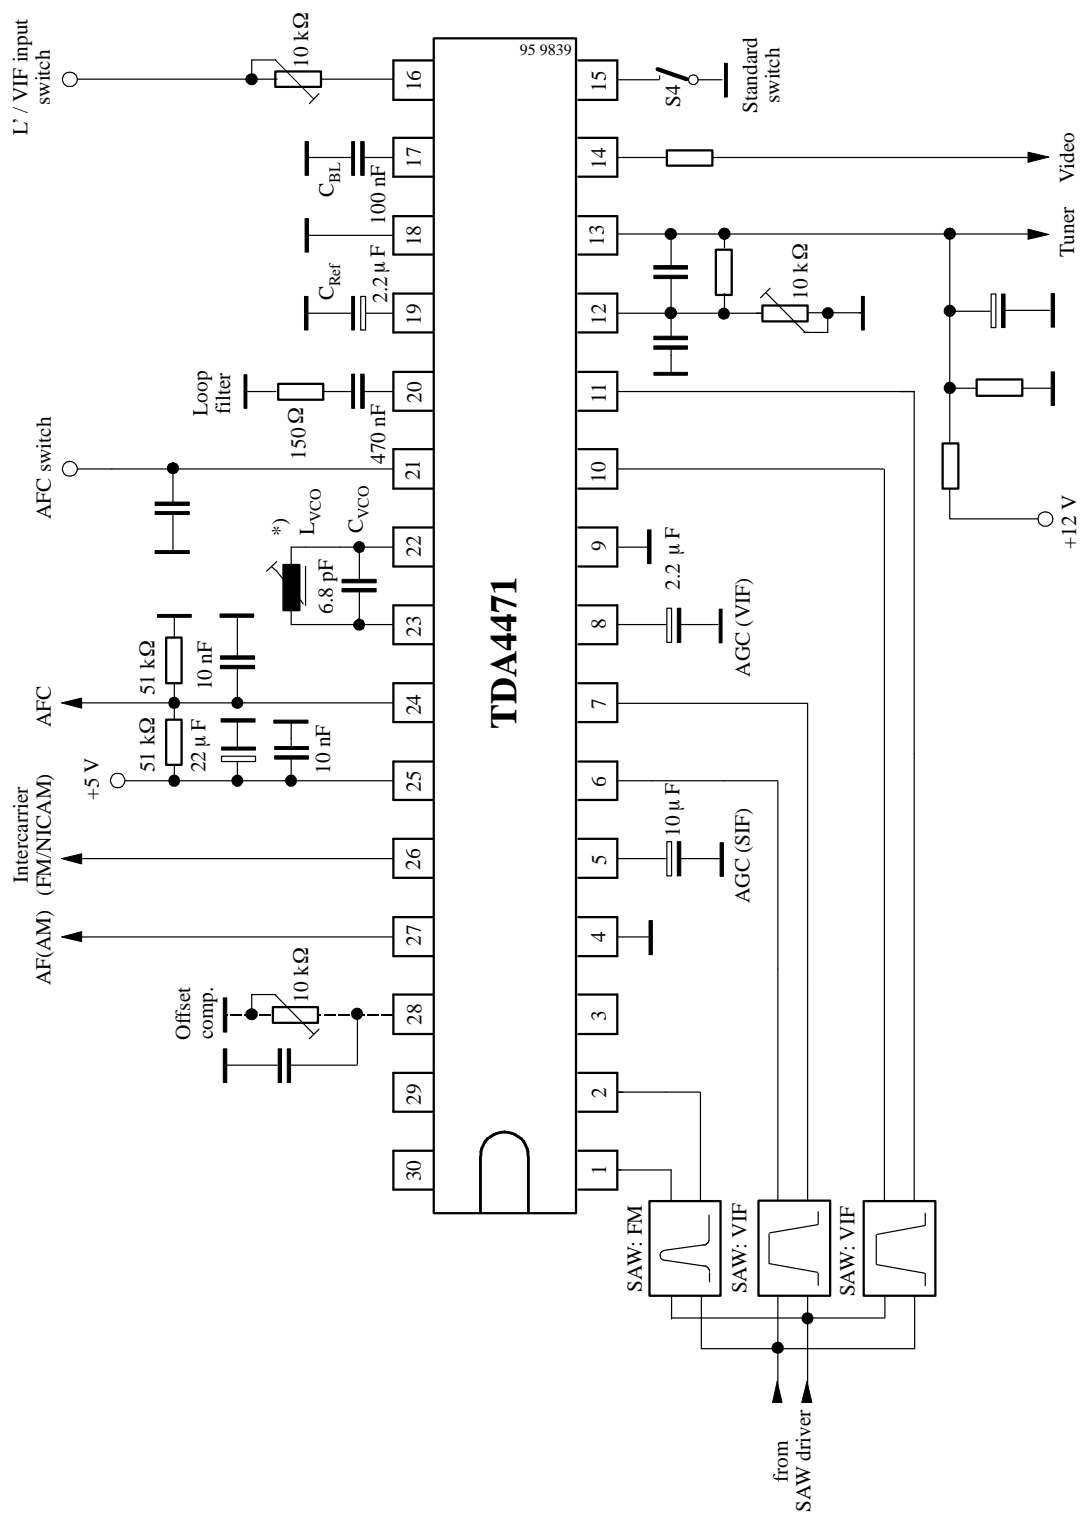 95 9839
TDA4471
L' / VIF input
switch
10 kΩ
C_BL
100 nF
C_Ref
2.2 µF
Loop
filter
150 Ω
470 nF
AFC switch
*)
L_VCO
C_VCO
6.8 pF
AFC
51 kΩ
10 nF
51 kΩ
22 µF
10 nF
+5 V
Intercarrier
(FM/NICAM)
AF(AM)
Offset
comp.
10 kΩ
16
17
18
19
20
21
22
23
24
25
26
27
28
29
30
15
14
13
12
11
10
9
8
7
6
5
4
3
2
1
S4
Standard
switch
Video
Tuner
10 kΩ
+12 V
2.2 µF
AGC (VIF)
10 µF
AGC (SIF)
SAW: FM
SAW: VIF
SAW: VIF
from
SAW driver